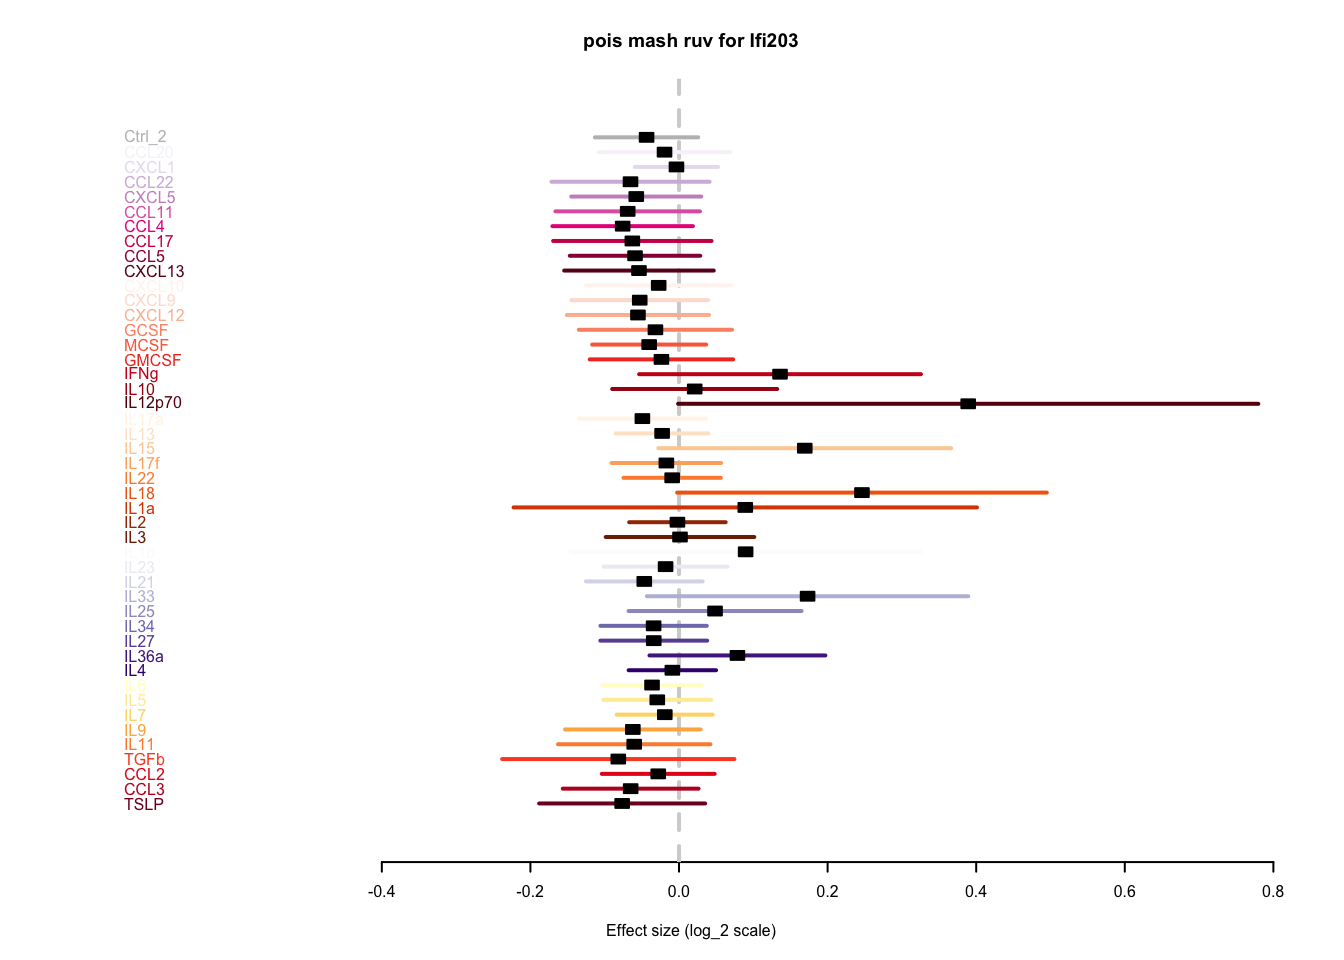 pois mash ruv for Ifi203
Ctrl_2
CCL20
CXCL1
CCL22
CXCL5
CCL11
CCL4
CCL17
CCL5
CXCL13
CXCL10
CXCL9
CXCL12
GCSF
MCSF
GMCSF
IFNg
IL10
IL12p70
IL17a
IL13
IL15
IL17f
IL22
IL18
IL1a
IL2
IL3
IL23
IL21
IL33
IL25
IL34
IL27
IL36a
IL4
IL5
IL7
IL9
IL11
TGFb
CCL2
CCL3
TSLP
-0.4 -0.2 0.0 0.2 0.4 0.6 0.8
Effect size (log_2 scale)